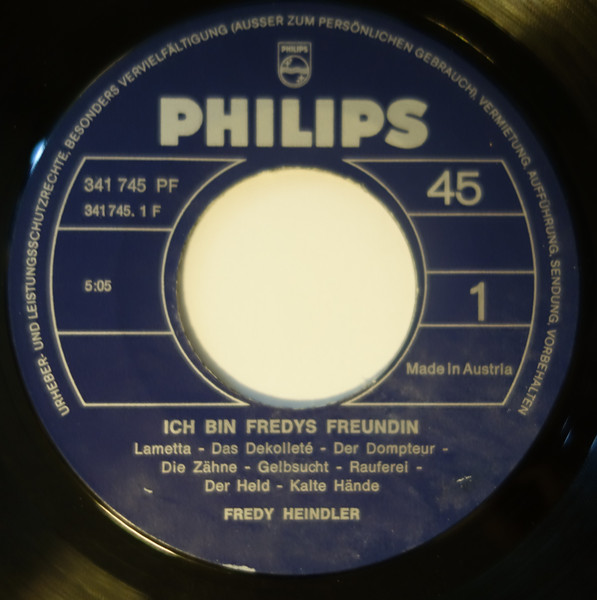 URHEBER- UND LEISTUNGSSCHUTZRECHTE, BESONDERS VERVIELFÄLTIGUNG (AUSSER ZUM PERSÖNLICHEN GEBRAUCH), VERMIETUNG, AUFFÜHRUNG, SENDUNG, VORBEHALTEN
PHILIPS
PHILIPS
341 745 PF
341 745. 1 F
45
5:05
1
Made in Austria
ICH BIN FREDYS FREUNDIN
Lametta - Das Dekolleté - Der Dompteur -
Die Zähne - Gelbsucht - Rauferei -
Der Held - Kalte Hände
FREDY HEINDLER